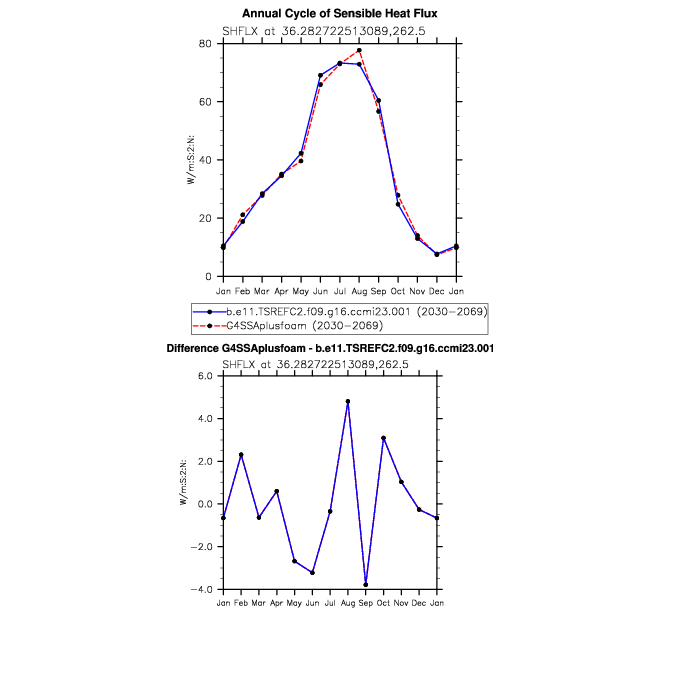 Annual Cycle of Sensible Heat Flux
SHFLX at 36.282722513089,262.5
80
60
40
20
0
W/m:S:2:N:
Jan Feb Mar Apr May Jun Jul Aug Sep Oct Nov Dec Jan
b.e11.TSREFC2.f09.g16.ccmi23.001 (2030-2069)
G4SSAplusfoam (2030-2069)
Difference G4SSAplusfoam - b.e11.TSREFC2.f09.g16.ccmi23.001
SHFLX at 36.282722513089,262.5
6.0
4.0
2.0
0.0
-2.0
-4.0
W/m:S:2:N:
Jan Feb Mar Apr May Jun Jul Aug Sep Oct Nov Dec Jan